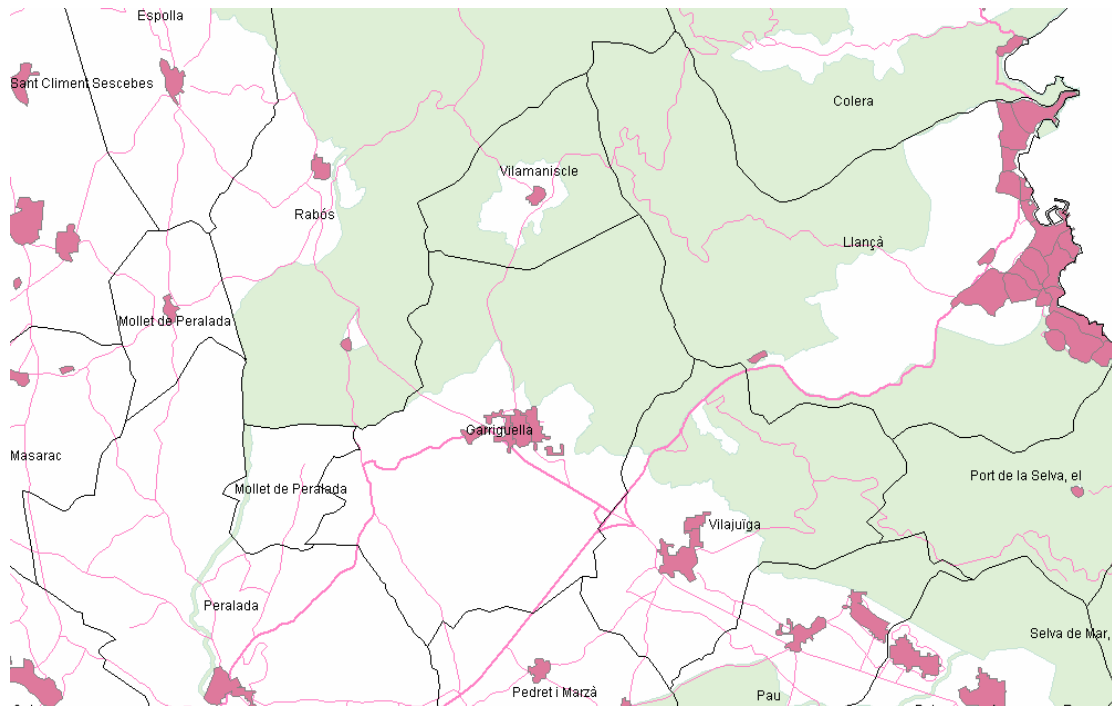 Espolla
Sant Climent Sescebes
Colera
Vilamaniscle
Rabós
Llançà
Mollet de Peralada
Garriguella
Masarac
Port de la Selva, el
Mollet de Peralada
Vilajuïga
Peralada
Selva de Mar,
Pedret i Marzà
Pau